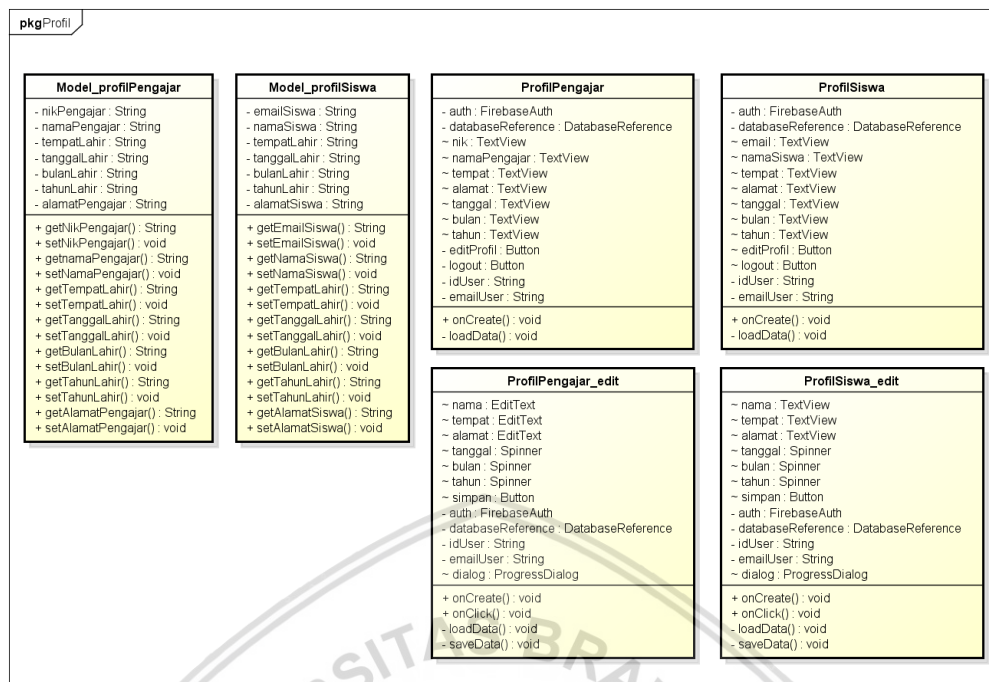 pkgProfil
Model_profilPengajar
- nikPengajar : String
- namaPengajar : String
- tempatLahir : String
- tanggalLahir : String
- bulanLahir : String
- tahunLahir : String
- alamatPengajar : String
+ getNikPengajar() : String
+ setNikPengajar() : void
+ getnamaPengajar() : String
+ setNamaPengajar() : void
+ getTempatLahir() : String
+ setTempatLahir() : void
+ getTanggalLahir() : String
+ setTanggalLahir() : void
+ getBulanLahir() : String
+ setBulanLahir() : void
+ getTahunLahir() : String
+ setTahunLahir() : void
+ getAlamatPengajar() : String
+ setAlamatPengajar() : void
Model_profilSiswa
- emailSiswa : String
- namaSiswa : String
- tempatLahir : String
- tanggalLahir : String
- bulanLahir : String
- tahunLahir : String
- alamatSiswa : String
+ getEmailSiswa() : String
+ setEmailSiswa() : void
+ getNamaSiswa() : String
+ setNamaSiswa() : void
+ getTempatLahir() : String
+ setTempatLahir() : void
+ getTanggalLahir() : String
+ setTanggalLahir() : void
+ getBulanLahir() : String
+ setBulanLahir() : void
+ getTahunLahir() : String
+ setTahunLahir() : void
+ getAlamatSiswa() : String
+ setAlamatSiswa() : void
ProfilPengajar
- auth : FirebaseAuth
- databaseReference : DatabaseReference
~ nik : TextView
~ namaPengajar : TextView
~ tempat : TextView
~ alamat : TextView
~ tanggal : TextView
~ bulan : TextView
~ tahun : TextView
- editProfil : Button
- logout : Button
- idUser : String
- emailUser : String
+ onCreate() : void
- loadData() : void
ProfilSiswa
- auth : FirebaseAuth
- databaseReference : DatabaseReference
~ email : TextView
~ namaSiswa : TextView
~ tempat : TextView
~ alamat : TextView
~ tanggal : TextView
~ bulan : TextView
~ tahun : TextView
~ editProfil : Button
~ logout : Button
- idUser : String
- emailUser : String
+ onCreate() : void
- loadData() : void
ProfilPengajar_edit
~ nama : EditText
~ tempat : EditText
~ alamat : EditText
~ tanggal : Spinner
~ bulan : Spinner
~ tahun : Spinner
~ simpan : Button
- auth : FirebaseAuth
- databaseReference : DatabaseReference
- idUser : String
- emailUser : String
~ dialog : ProgressDialog
+ onCreate() : void
+ onClick() : void
- loadData() : void
- saveData() : void
ProfilSiswa_edit
~ nama : TextView
~ tempat : TextView
~ alamat : TextView
~ tanggal : Spinner
~ bulan : Spinner
~ tahun : Spinner
~ simpan : Button
- auth : FirebaseAuth
- databaseReference : DatabaseReference
- idUser : String
- emailUser : String
~ dialog : ProgressDialog
+ onCreate() : void
+ onClick() : void
- loadData() : void
- saveData() : void